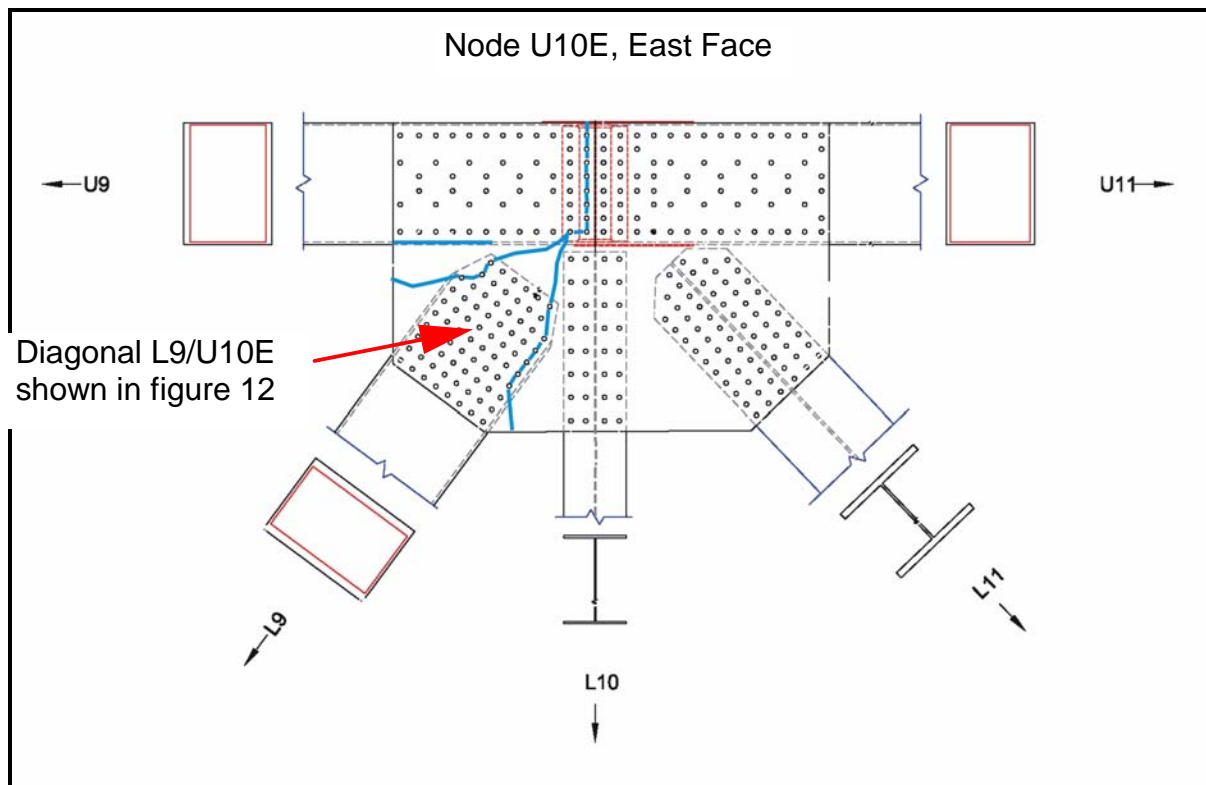 Node U10E, East Face
U9
U11
Diagonal L9/U10E
shown in figure 12
L9
L10
L11